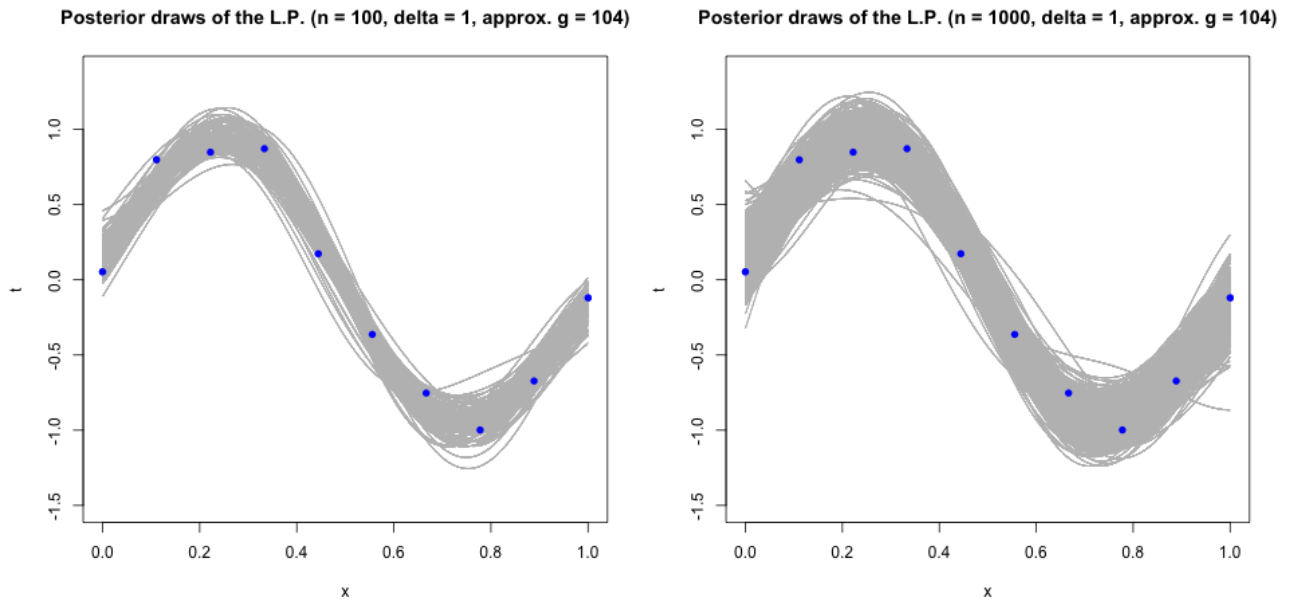 Posterior draws of the L.P. (n = 100, delta = 1, approx. g = 104)
t
1.0
0.5
0.0
-0.5
-1.0
-1.5
0.0 0.2 0.4 0.6 0.8 1.0
x
Posterior draws of the L.P. (n = 1000, delta = 1, approx. g = 104)
t
1.0
0.5
0.0
-0.5
-1.0
-1.5
0.0 0.2 0.4 0.6 0.8 1.0
x